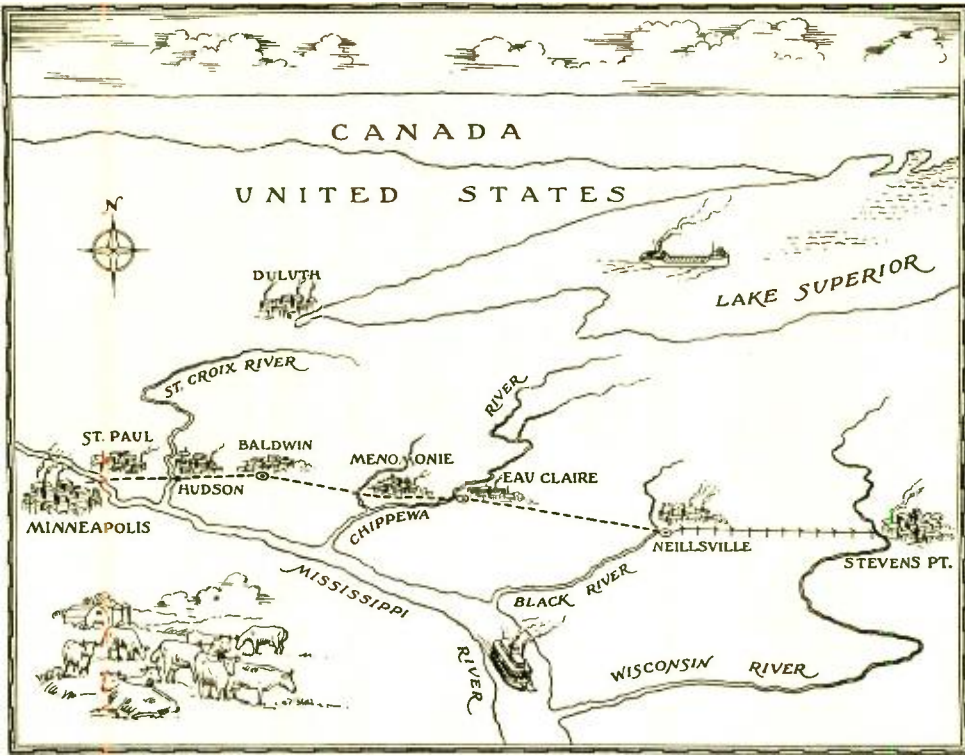 CANADA
UNITED STATES
N
DULUTH
LAKE SUPERIOR
ST. CROIX RIVER
RIVER
ST. PAUL
BALDWIN
HUDSON
MINNEAPOLIS
EAU CLAIRE
CHIPPEWA
NEILLSVILLE
STEVENS PT.
MISSISSIPPI
BLACK RIVER
RIVER
WISCONSIN RIVER